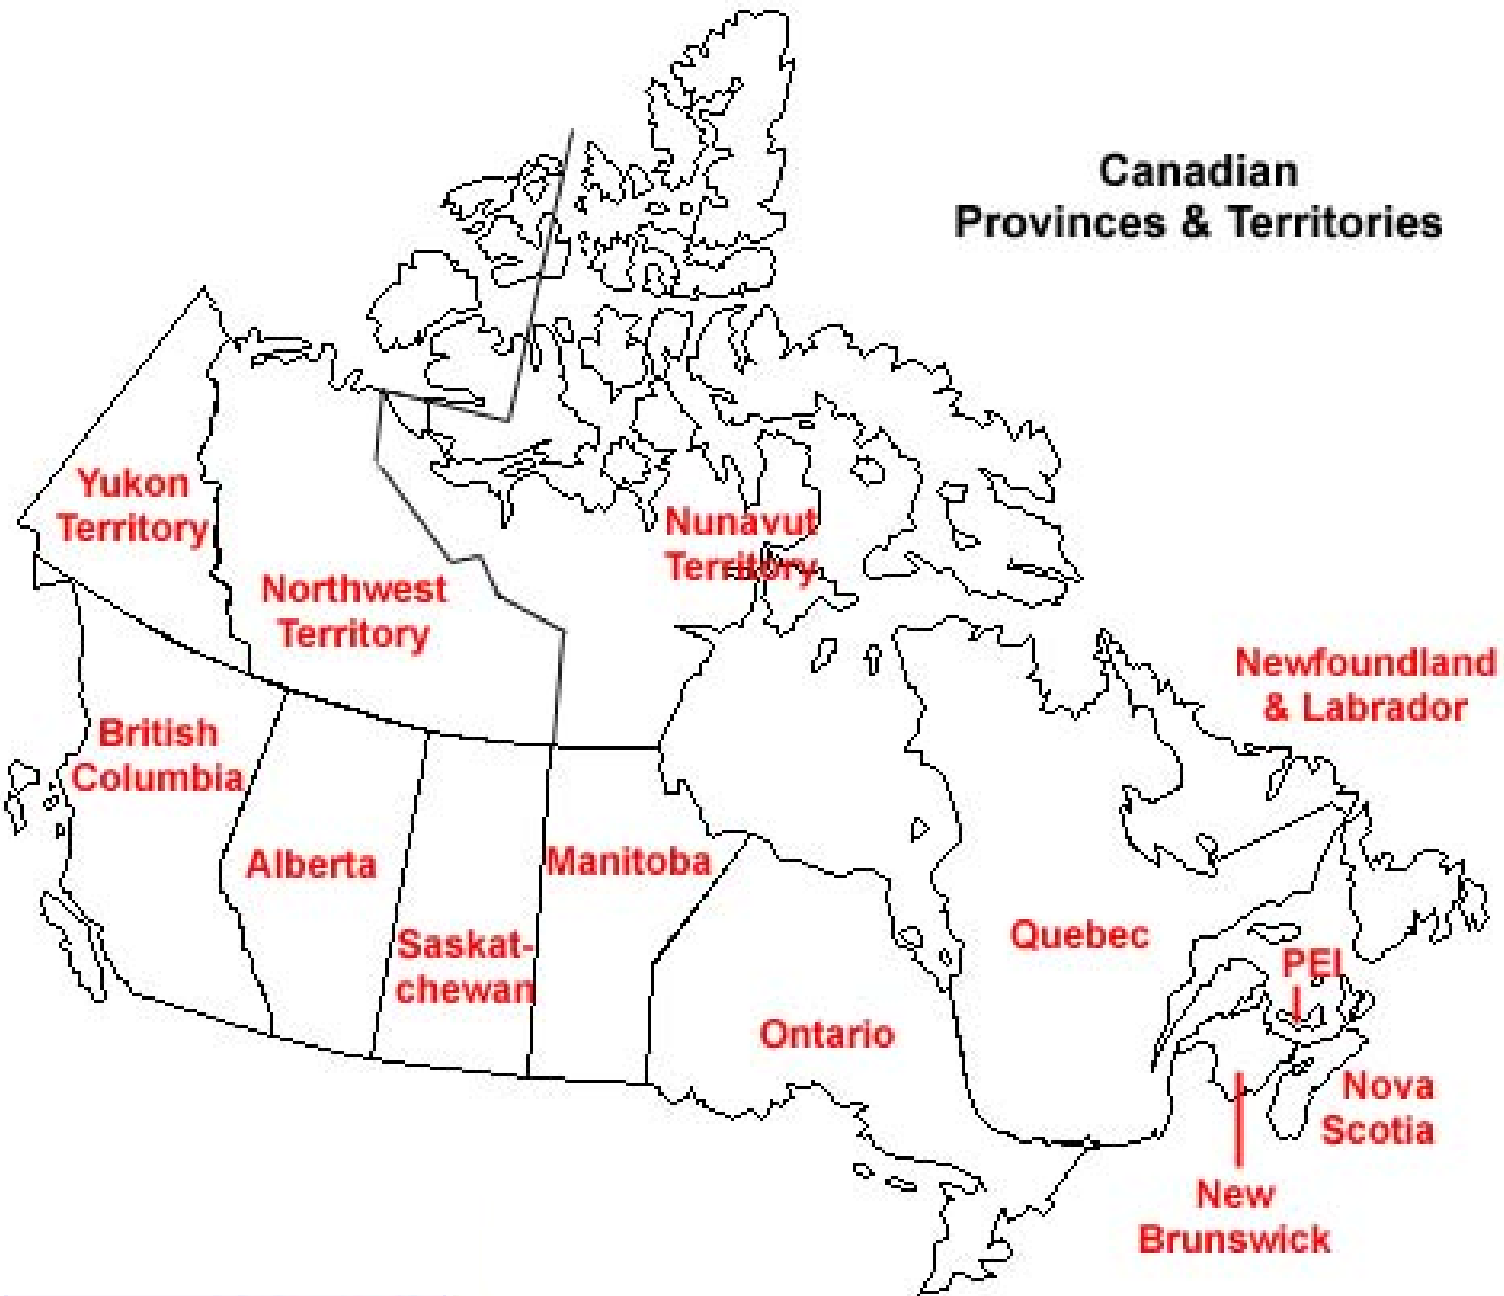 Canadian
Provinces & Territories
Yukon
Territory
Northwest
Territory
Nunavut
Territory
Newfoundland
& Labrador
British
Columbia
Alberta
Saskat-
chewan
Manitoba
Ontario
Quebec
PEI
Nova
Scotia
New
Brunswick